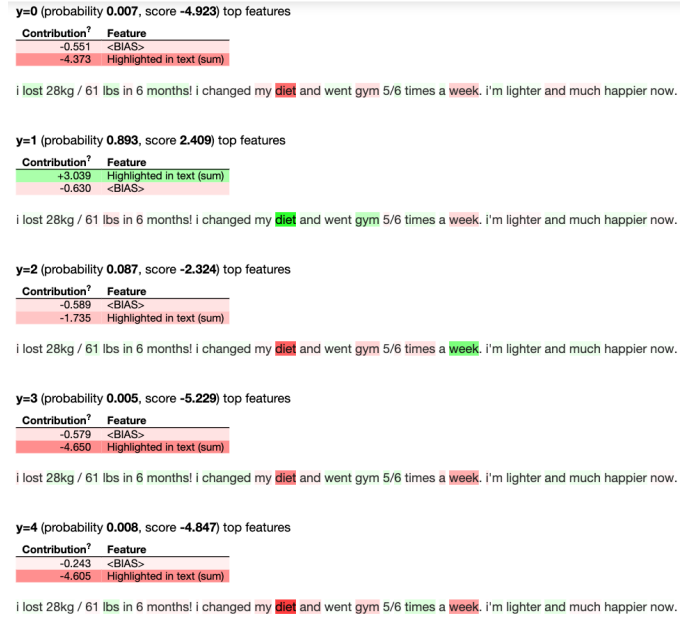 y=0 (probability 0.007, score -4.923) top features
Contribution? Feature
-0.551 <BIAS>
-4.373 Highlighted in text (sum)
i lost 28kg / 61 lbs in 6 months! i changed my diet and went gym 5/6 times a week. i'm lighter and much happier now.
y=1 (probability 0.893, score 2.409) top features
Contribution? Feature
+3.039 Highlighted in text (sum)
-0.630 <BIAS>
i lost 28kg / 61 lbs in 6 months! i changed my diet and went gym 5/6 times a week. i'm lighter and much happier now.
y=2 (probability 0.087, score -2.324) top features
Contribution? Feature
-0.589 <BIAS>
-1.735 Highlighted in text (sum)
i lost 28kg / 61 lbs in 6 months! i changed my diet and went gym 5/6 times a week. i'm lighter and much happier now.
y=3 (probability 0.005, score -5.229) top features
Contribution? Feature
-0.579 <BIAS>
-4.650 Highlighted in text (sum)
i lost 28kg / 61 lbs in 6 months! i changed my diet and went gym 5/6 times a week. i'm lighter and much happier now.
y=4 (probability 0.008, score -4.847) top features
Contribution? Feature
-0.243 <BIAS>
-4.605 Highlighted in text (sum)
i lost 28kg / 61 lbs in 6 months! i changed my diet and went gym 5/6 times a week. i'm lighter and much happier now.